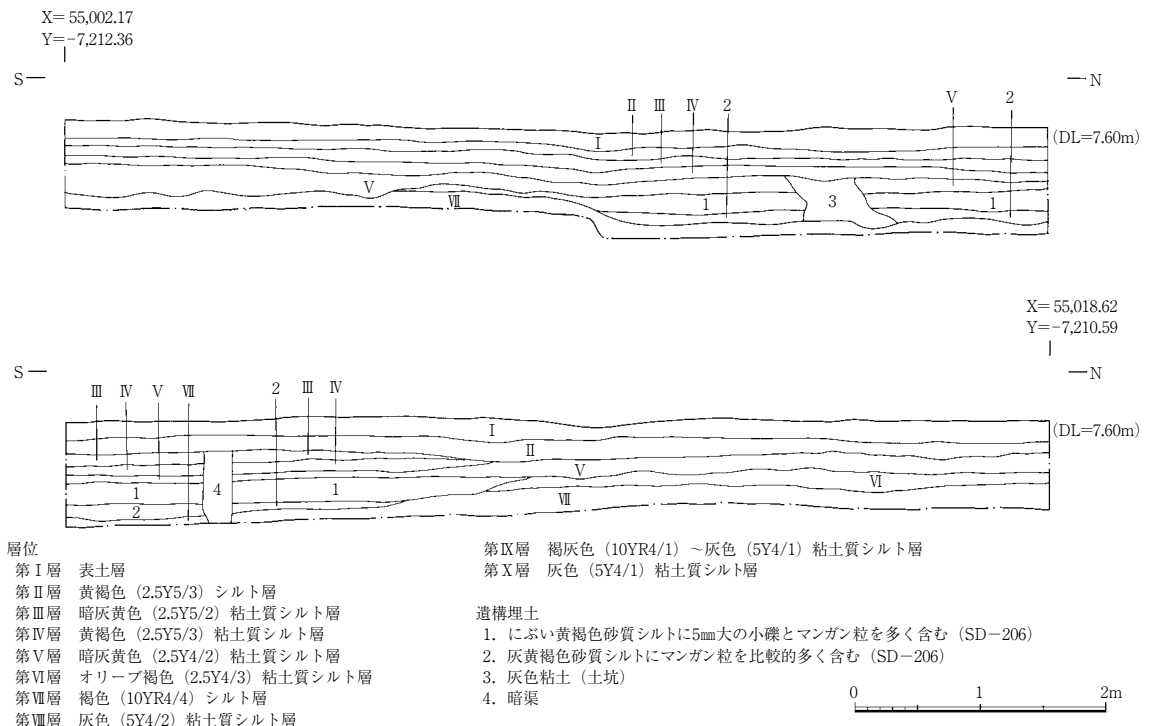 X= 55,002.17
Y=-7,212.36
S
N
Ⅱ Ⅲ Ⅳ 2 Ⅴ 2
(DL=7.60m)
Ⅰ
Ⅴ
Ⅶ
1
3
1
X= 55,018.62
Y=-7,210.59
S
N
Ⅲ Ⅳ Ⅴ Ⅶ 2 Ⅲ Ⅳ
(DL=7.60m)
Ⅰ
Ⅱ
Ⅴ
Ⅵ
1
4
1
Ⅶ
2
層位
第Ⅰ層 表土層
第Ⅱ層 黄褐色(2.5Y5/3)シルト層
第Ⅲ層 暗灰黄色(2.5Y5/2)粘土質シルト層
第Ⅳ層 黄褐色(2.5Y5/3)粘土質シルト層
第Ⅴ層 暗灰黄色(2.5Y4/2)粘土質シルト層
第Ⅵ層 オリーブ褐色(2.5Y4/3)粘土質シルト層
第Ⅶ層 褐色(10YR4/4)シルト層
第Ⅷ層 灰色(5Y4/2)粘土質シルト層
第Ⅸ層 褐灰色(10YR4/1)~灰色(5Y4/1)粘土質シルト層
第Ⅹ層 灰色(5Y4/1)粘土質シルト層
遺構埋土
1. にぶい黄褐色砂質シルトに5㎜大の小礫とマンガン粒を多く含む(SD-206)
2. 灰黄褐色砂質シルトにマンガン粒を比較的多く含む(SD-206)
3. 灰色粘土(土坑)
4. 暗渠
0 1 2m